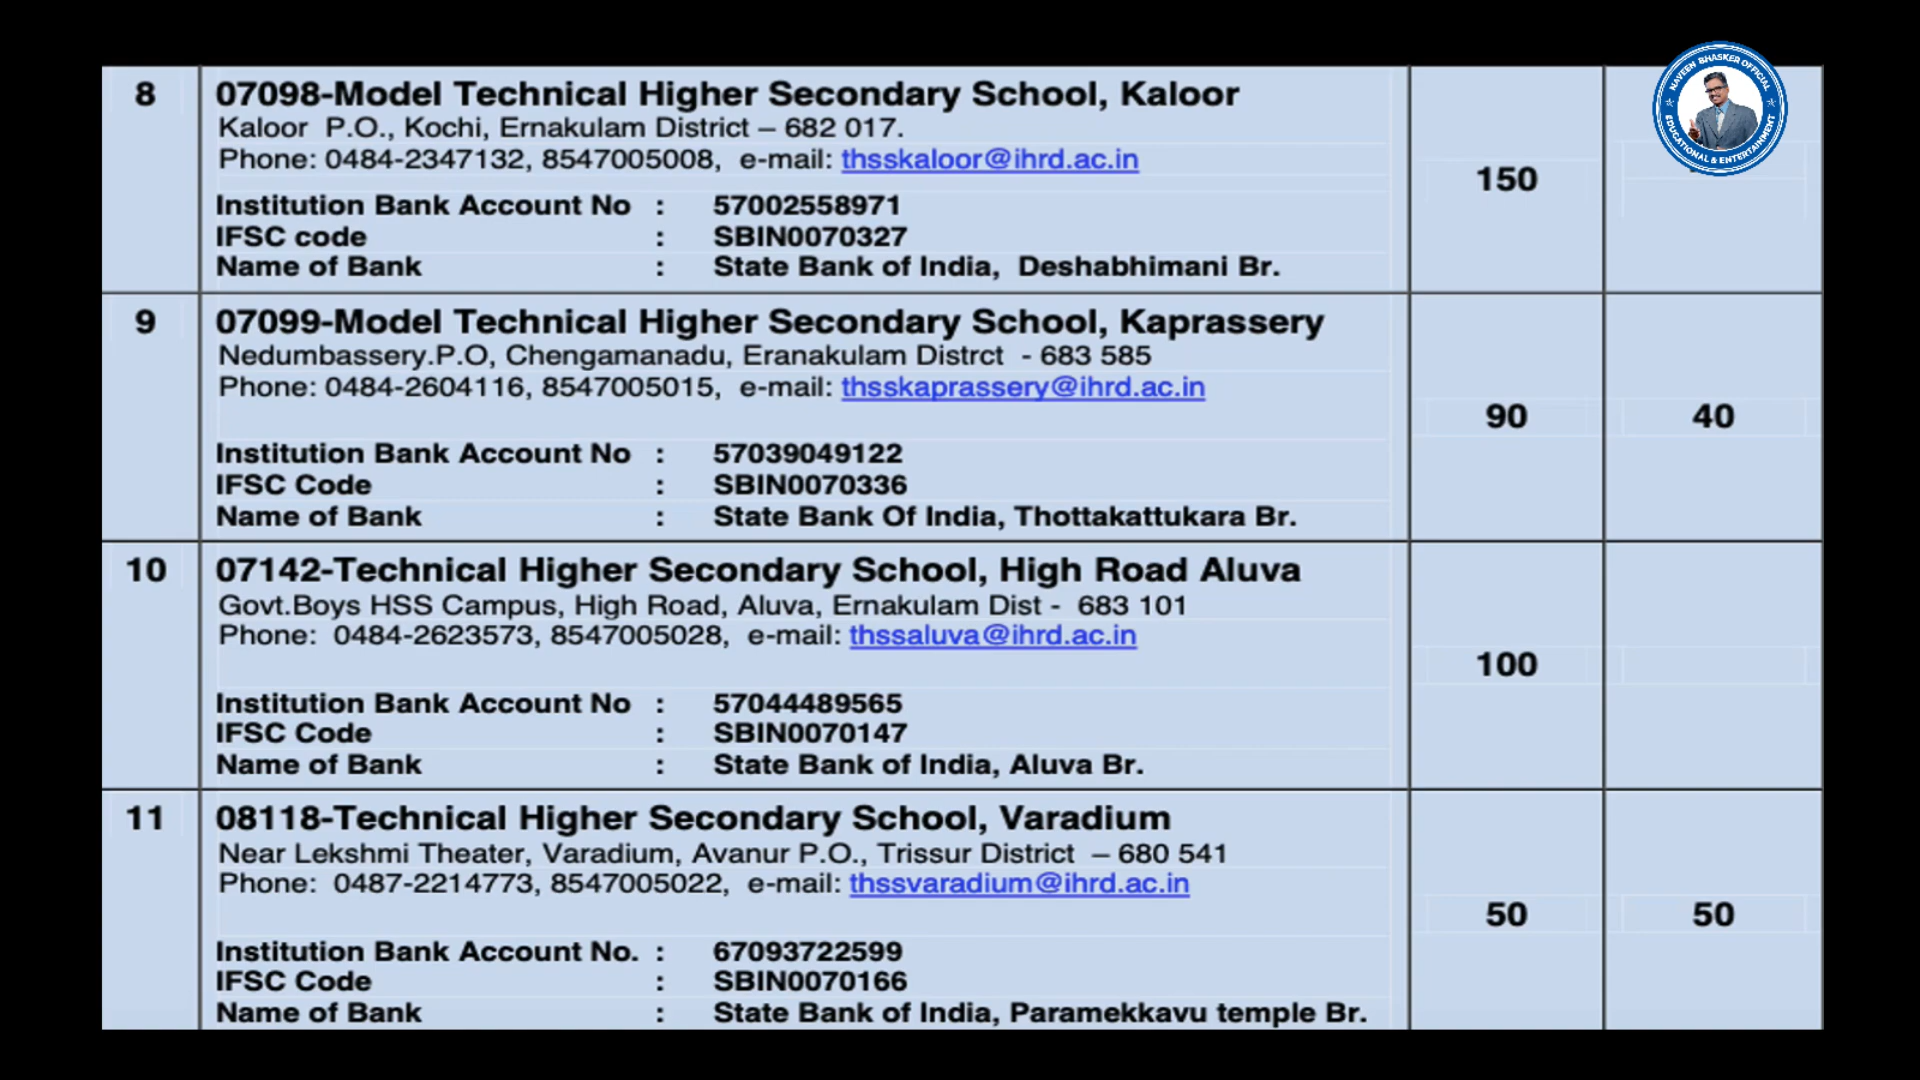 8
07098-Model Technical Higher Secondary School, Kaloor
Kaloor P.O., Kochi, Ernakulam District – 682 017.
Phone: 0484-2347132, 8547005008, e-mail: thsskaloor@ihrd.ac.in
Institution Bank Account No : 57002558971
IFSC code : SBIN0070327
Name of Bank : State Bank of India, Deshabhimani Br.
150
NAVEEN BHASKER OFFICIAL
EDUCATIONAL & ENTERTAINMENT
9
07099-Model Technical Higher Secondary School, Kaprassery
Nedumbassery.P.O, Chengamanadu, Eranakulam Distrct - 683 585
Phone: 0484-2604116, 8547005015, e-mail: thsskaprassery@ihrd.ac.in
Institution Bank Account No : 57039049122
IFSC Code : SBIN0070336
Name of Bank : State Bank Of India, Thottakattukara Br.
90
40
10
07142-Technical Higher Secondary School, High Road Aluva
Govt.Boys HSS Campus, High Road, Aluva, Ernakulam Dist - 683 101
Phone: 0484-2623573, 8547005028, e-mail: thssaluva@ihrd.ac.in
Institution Bank Account No : 57044489565
IFSC Code : SBIN0070147
Name of Bank : State Bank of India, Aluva Br.
100
11
08118-Technical Higher Secondary School, Varadium
Near Lekshmi Theater, Varadium, Avanur P.O., Trissur District – 680 541
Phone: 0487-2214773, 8547005022, e-mail: thssvaradium@ihrd.ac.in
Institution Bank Account No. : 67093722599
IFSC Code : SBIN0070166
Name of Bank : State Bank of India, Paramekkavu temple Br.
50
50